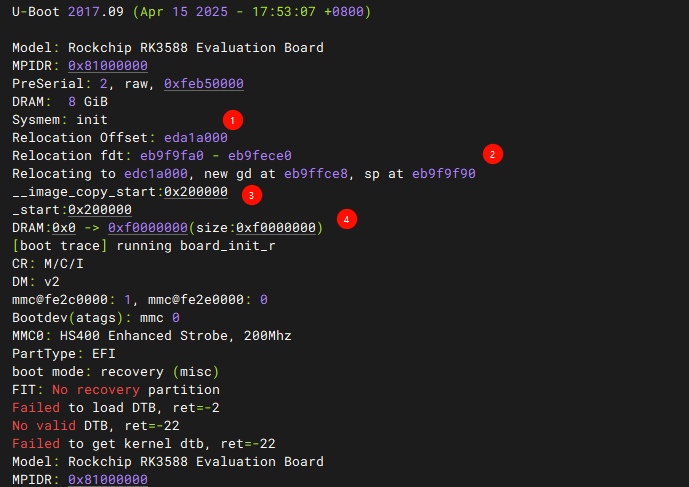 U-Boot 2017.09 (Apr 15 2025 - 17:53:07 +0800)
Model: Rockchip RK3588 Evaluation Board
MPIDR: 0x81000000
PreSerial: 2, raw, 0xfeb50000
DRAM:  8 GiB
Sysmem: init
1
Relocation Offset: eda1a000
Relocation fdt: eb9f9fa0 - eb9fece0
2
Relocating to edc1a000, new gd at eb9ffce8, sp at eb9f9f90
__image_copy_start:0x200000
3
_start:0x200000
DRAM:0x0 -> 0xf0000000(size:0xf0000000)
4
[boot trace] running board_init_r
CR: M/C/I
DM: v2
mmc@fe2c0000: 1, mmc@fe2e0000: 0
Bootdev(atags): mmc 0
MMC0: HS400 Enhanced Strobe, 200Mhz
PartType: EFI
boot mode: recovery (misc)
FIT: No recovery partition
Failed to load DTB, ret=-2
No valid DTB, ret=-22
Failed to get kernel dtb, ret=-22
Model: Rockchip RK3588 Evaluation Board
MPIDR: 0x81000000